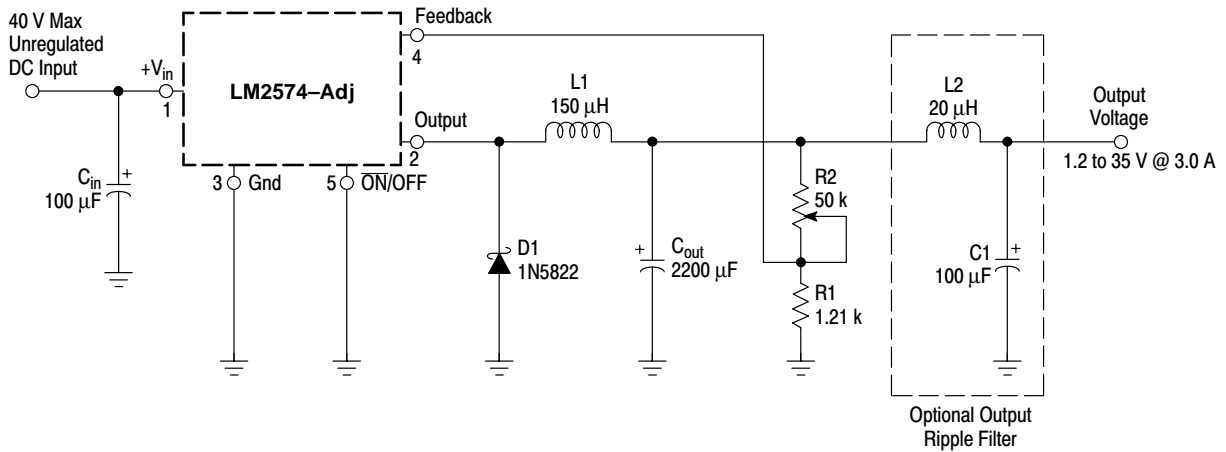 40 V Max
Unregulated
DC Input
+Vin
1
Cin
100 µF
+
LM2574–Adj
Feedback
4
Output
2
3
Gnd
5
O̅N̅/OFF
L1
150 µH
D1
1N5822
+
Cout
2200 µF
R2
50 k
R1
1.21 k
L2
20 µH
C1
100 µF
+
Output
Voltage
1.2 to 35 V @ 3.0 A
Optional Output
Ripple Filter